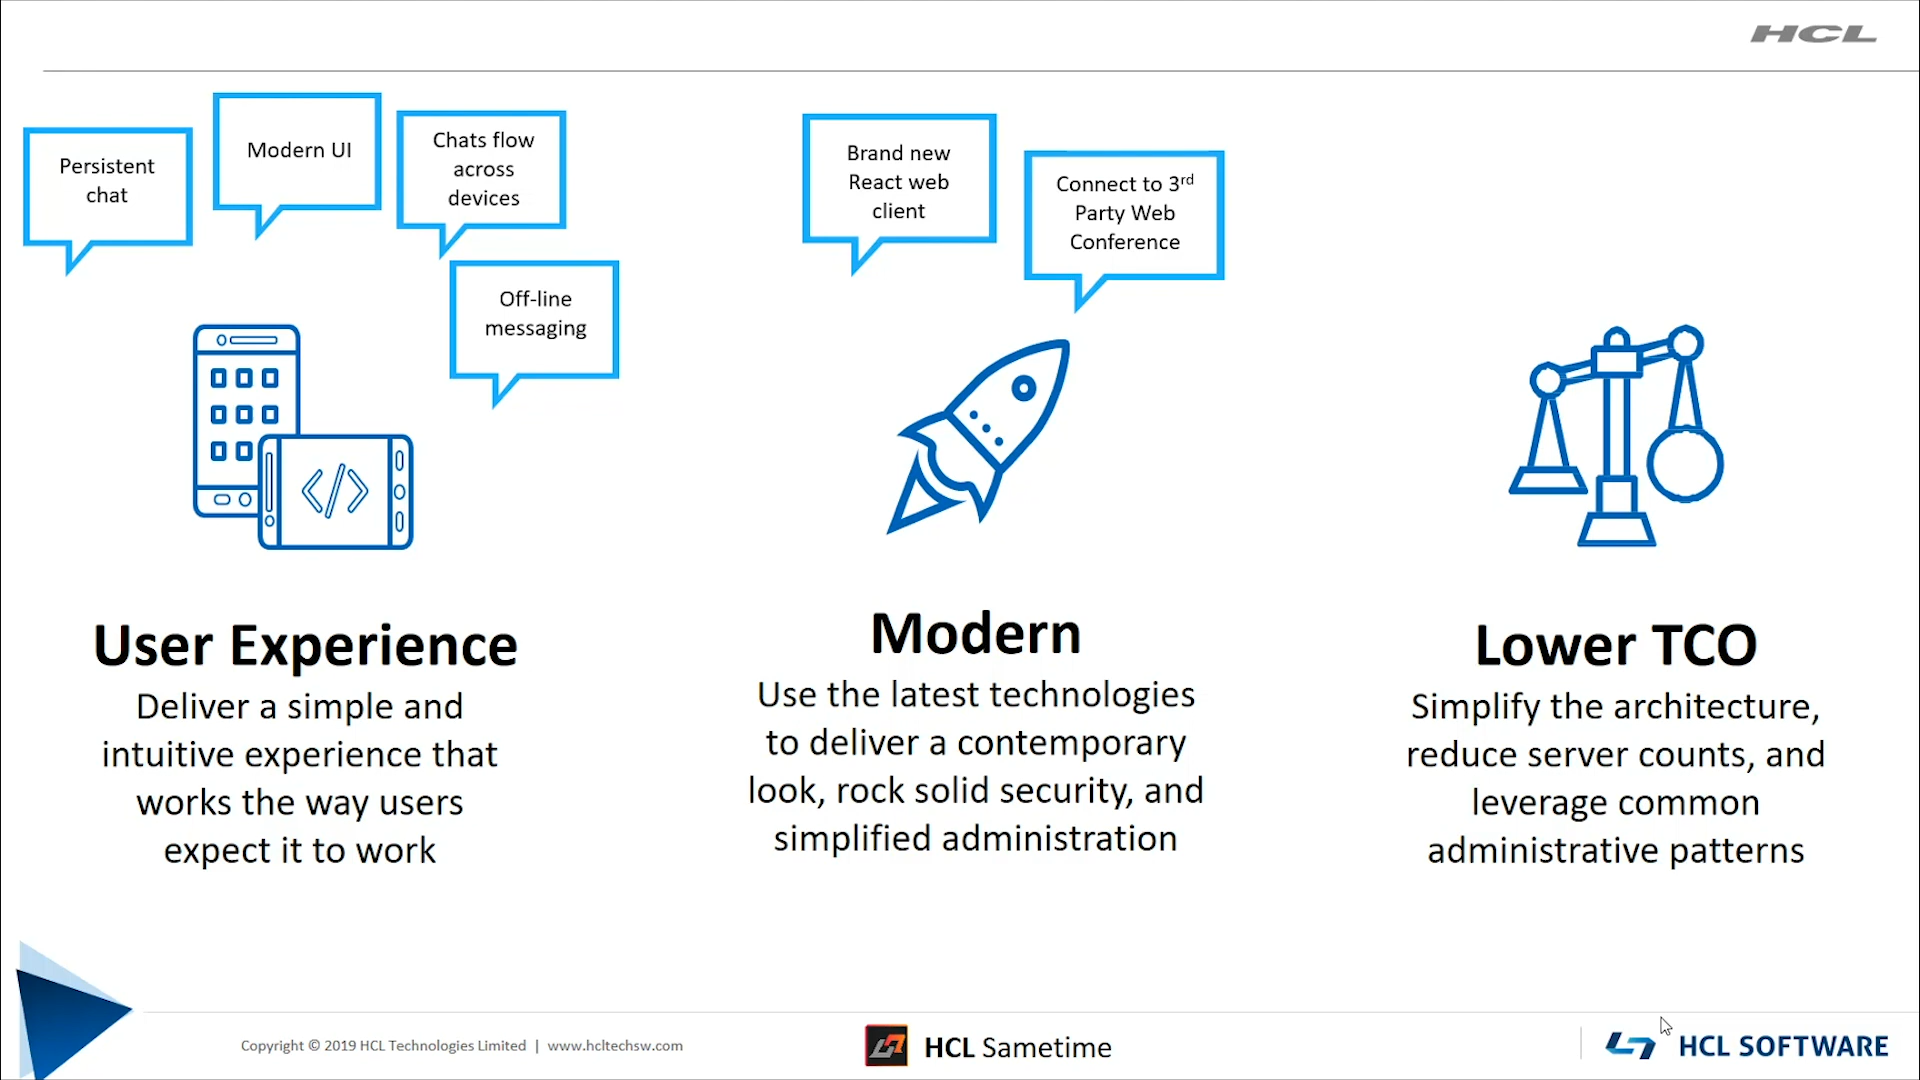 HCL
Persistent
chat
Modern UI
Chats flow
across
devices
Off-line
messaging
Brand new
React web
client
Connect to 3rd
Party Web
Conference
</>
User Experience
Deliver a simple and
intuitive experience that
works the way users
expect it to work
Modern
Use the latest technologies
to deliver a contemporary
look, rock solid security, and
simplified administration
Lower TCO
Simplify the architecture,
reduce server counts, and
leverage common
administrative patterns
Copyright © 2019 HCL Technologies Limited | www.hcltechsw.com
HCL Sametime
HCL SOFTWARE